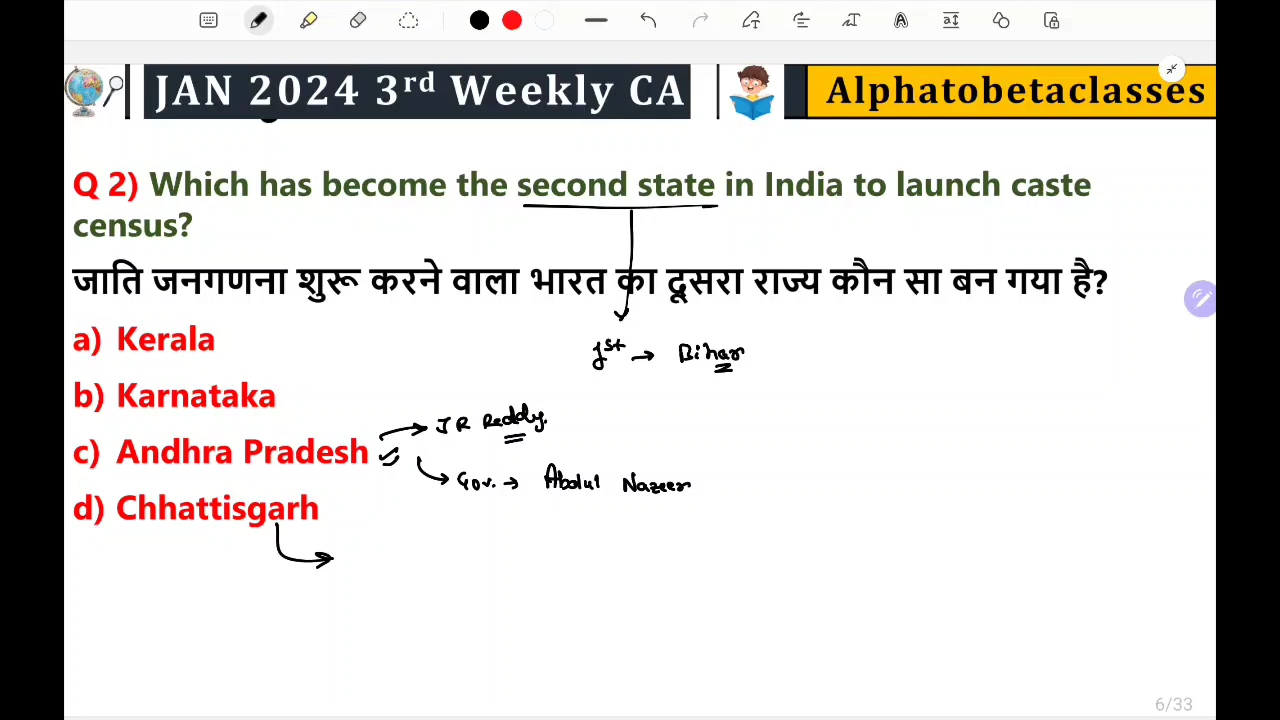 JAN 2024 3rd Weekly CA
Alphatobetaclasses
Q 2) Which has become the second state in India to launch caste
census?
जाति जनगणना शुरू करने वाला भारत का दूसरा राज्य कौन सा बन गया है?
a) Kerala
1st → Bihar
b) Karnataka
J R Reddy.
c) Andhra Pradesh
Gov. → Abdul Nazeer
d) Chhattisgarh
6/33